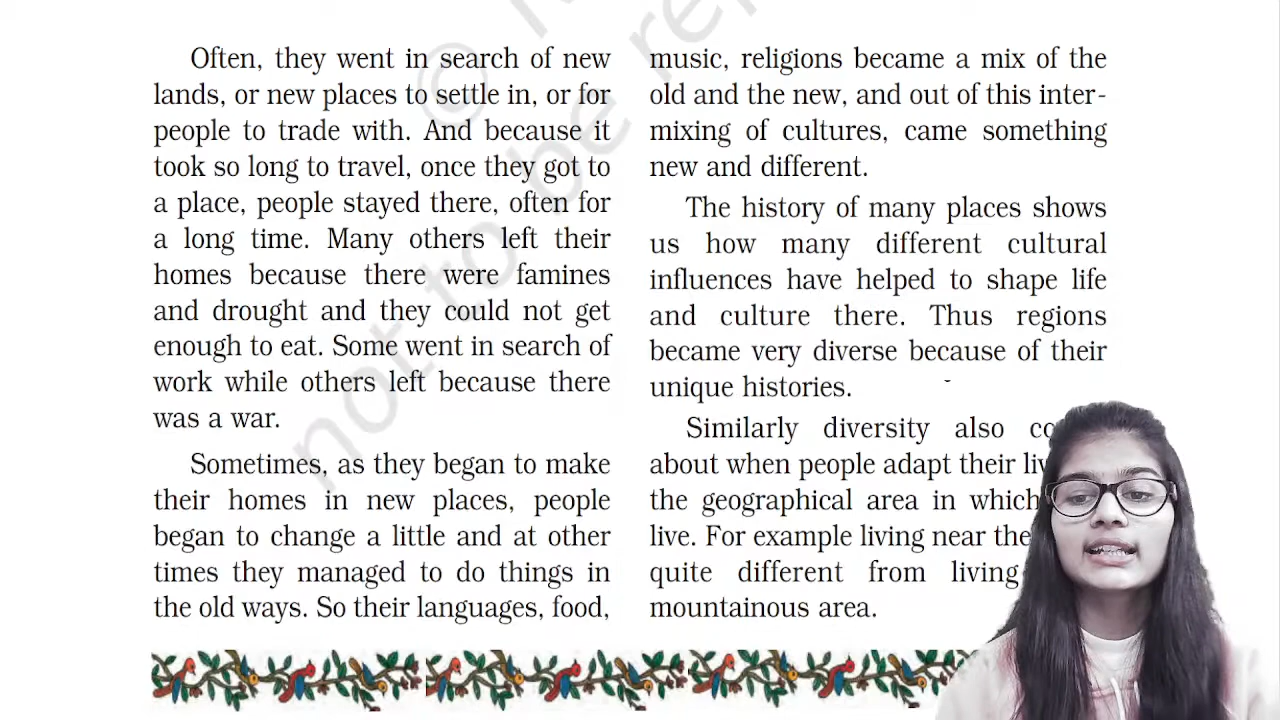 Often, they went in search of new
lands, or new places to settle in, or for
people to trade with. And because it
took so long to travel, once they got to
a place, people stayed there, often for
a long time. Many others left their
homes because there were famines
and drought and they could not get
enough to eat. Some went in search of
work while others left because there
was a war.
Sometimes, as they began to make
their homes in new places, people
began to change a little and at other
times they managed to do things in
the old ways. So their languages, food,
music, religions became a mix of the
old and the new, and out of this inter-
mixing of cultures, came something
new and different.
The history of many places shows
us how many different cultural
influences have helped to shape life
and culture there. Thus regions
became very diverse because of their
unique histories.
Similarly diversity also
about when people adapt their
the geographical area in which
live. For example living near the
quite different from living
mountainous area.
© not to be